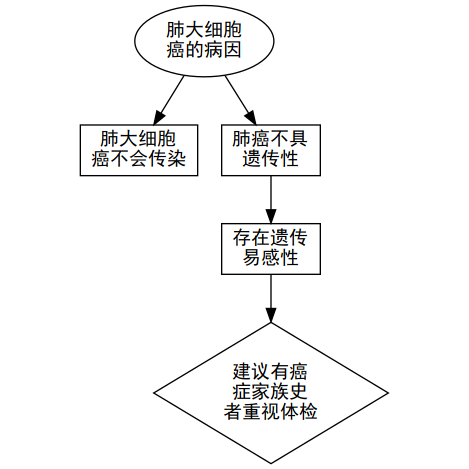 肺大细胞
癌的病因
肺大细胞
癌不会传染
肺癌不具
遗传性
存在遗传
易感性
建议有癌
症家族史
者重视体检